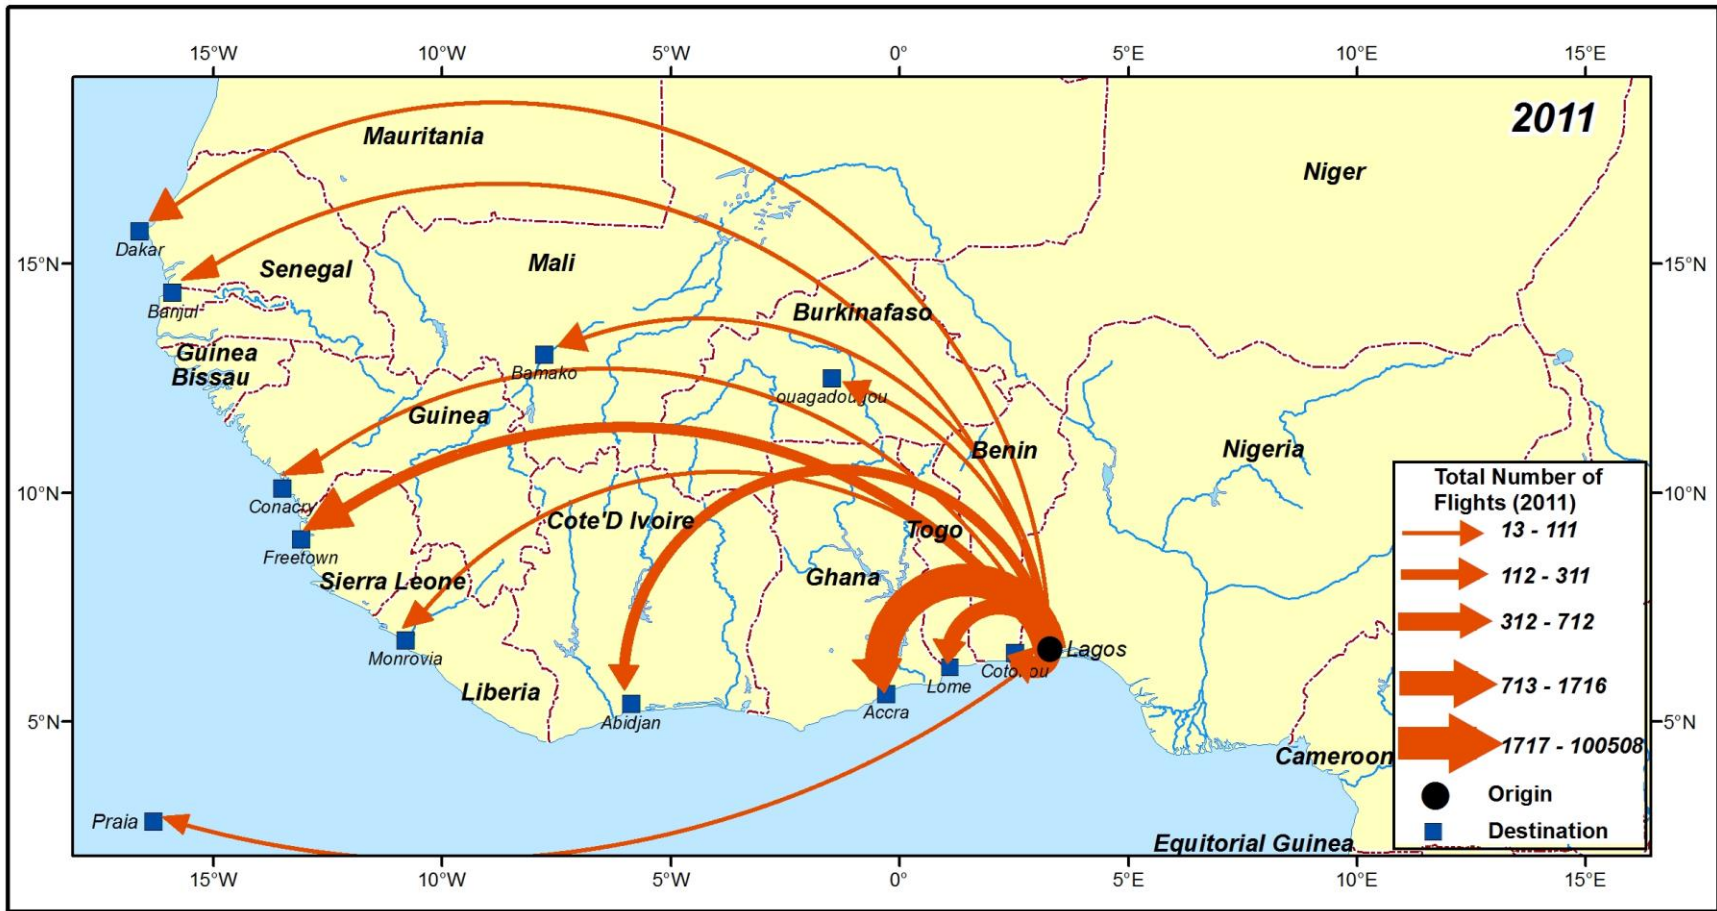 15°W 10°W 5°W 0° 5°E 10°E 15°E
2011
Mauritania
Niger
Dakar
15°N
Senegal
Mali
15°N
Banjul
Burkinafaso
Guinea
Bissau
Bamako
ouagadougou
Guinea
Benin
Nigeria
10°N
Conacry
10°N
Cote'D Ivoire
Togo
Freetown
Sierra Leone
Ghana
Monrovia
Lagos
Cotonou
Lome
Liberia
Accra
Abidjan
5°N
5°N
Cameroon
Praia
Equitorial Guinea
Total Number of
Flights (2011)
13 - 111
112 - 311
312 - 712
713 - 1716
1717 - 100508
Origin
Destination
15°W 10°W 5°W 0° 5°E 10°E 15°E